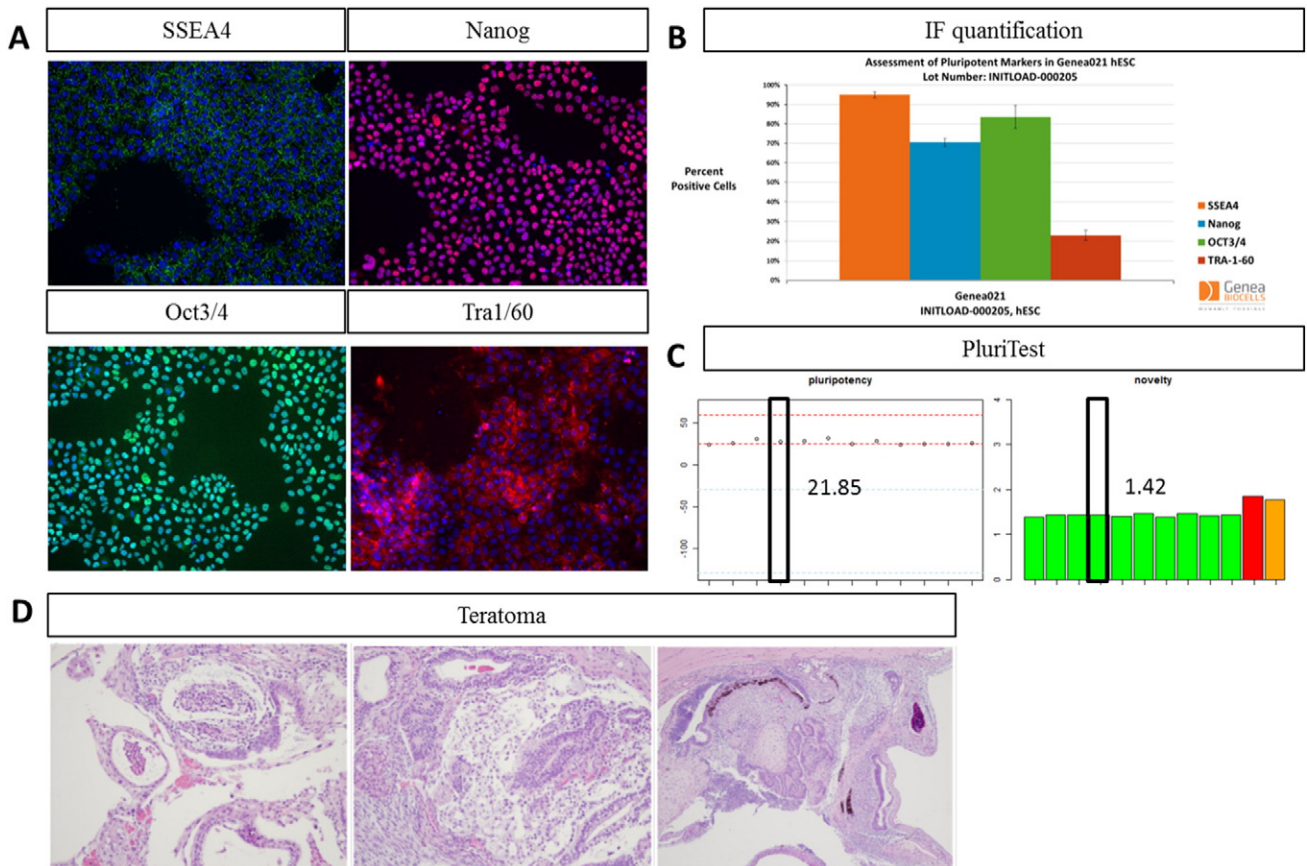 A
SSEA4
Nanog
Oct3/4
Tra1/60
B
IF quantification
Assessment of Pluripotent Markers in Genea021 hESC
Lot Number: INITLOAD-000205
100%
90%
80%
70%
60%
50%
40%
30%
20%
10%
0%
Percent
Positive Cells
SSEA4
Nanog
OCT3/4
TRA-1-60
Genea021
INITLOAD-000205, hESC
Genea
BIOCELLS
C
PluriTest
pluripotency
50
0
-50
-100
21.85
novelty
4
3
2
1
0
1.42
D
Teratoma